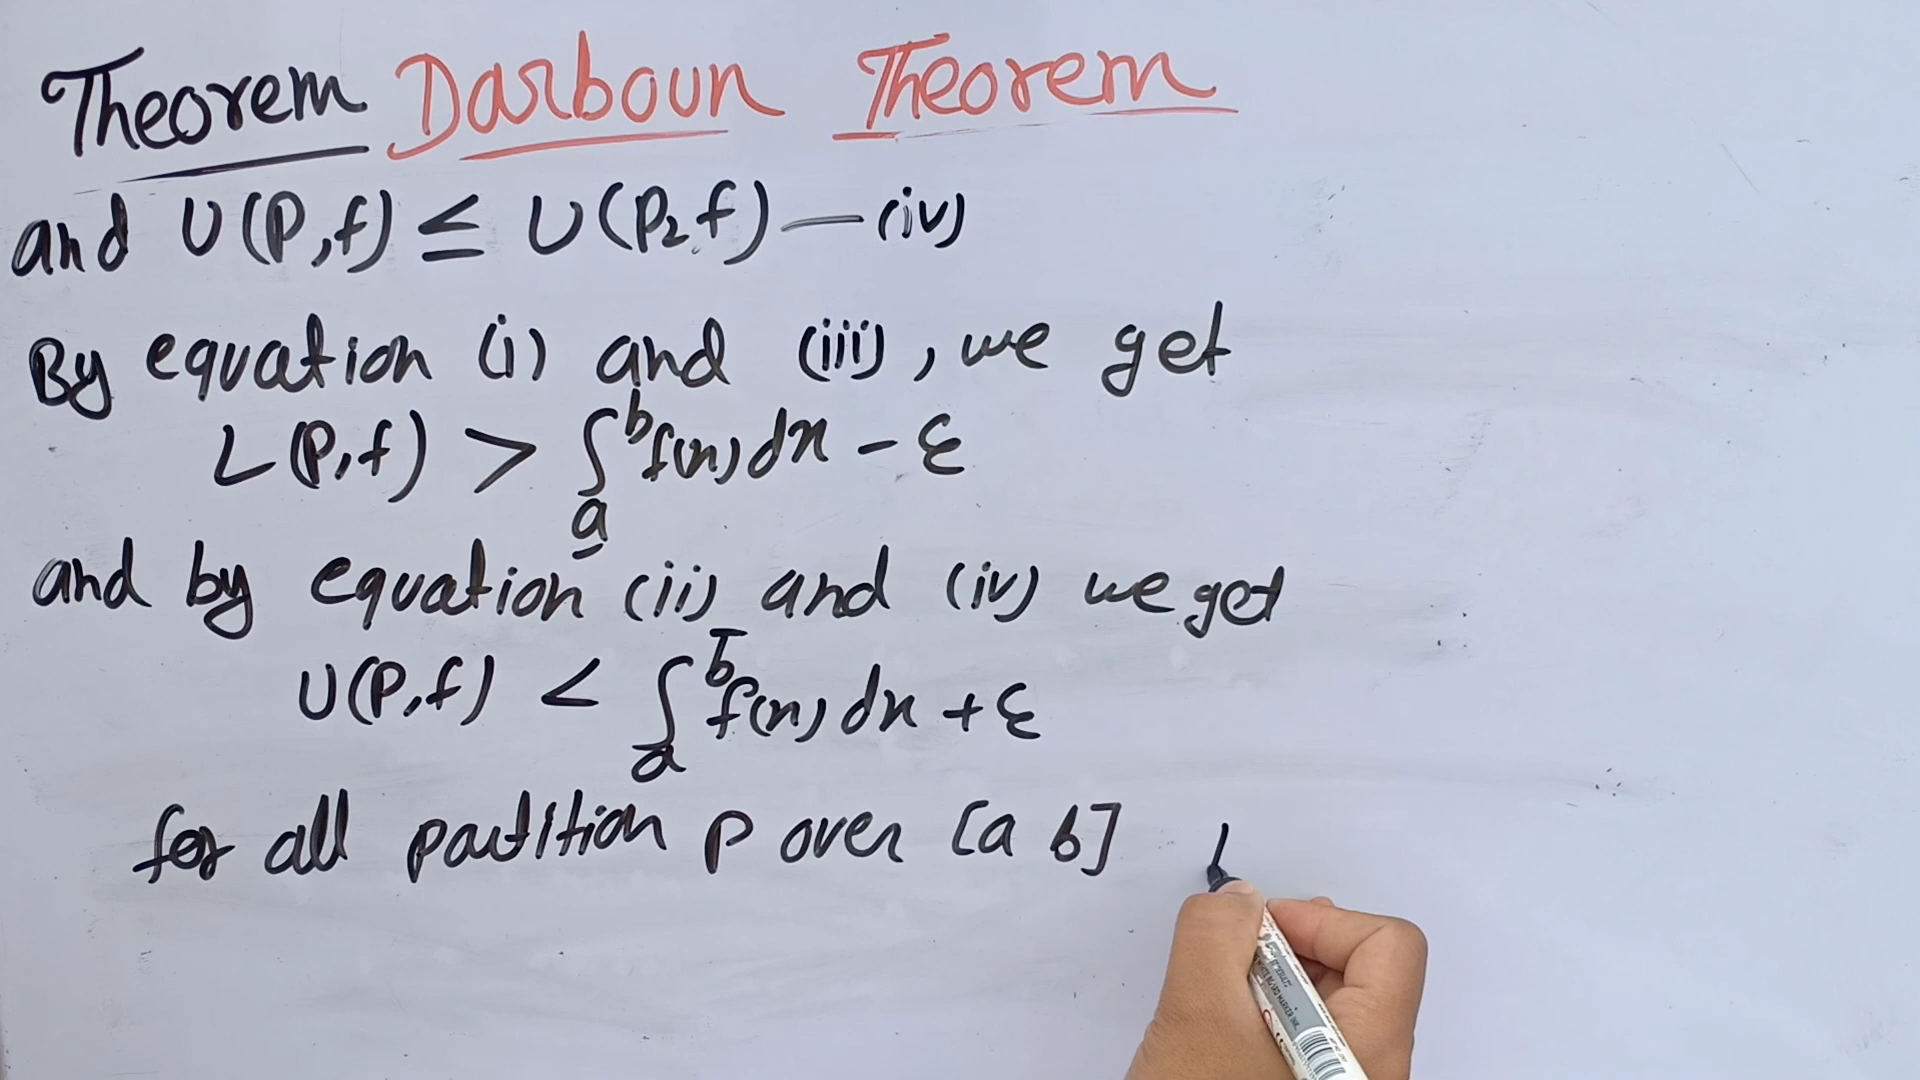 Theorem Darboun Theorem
and U(P,f) ≤ U(P₂,f) — (iv)
By equation (i) and (iii), we get
L(P,f) > ∫_a̲^b f(x) dx - ε
and by equation (ii) and (iv) we get
U(P,f) < ∫_a^b̅ f(x) dx + ε
for all partition P over [a b]